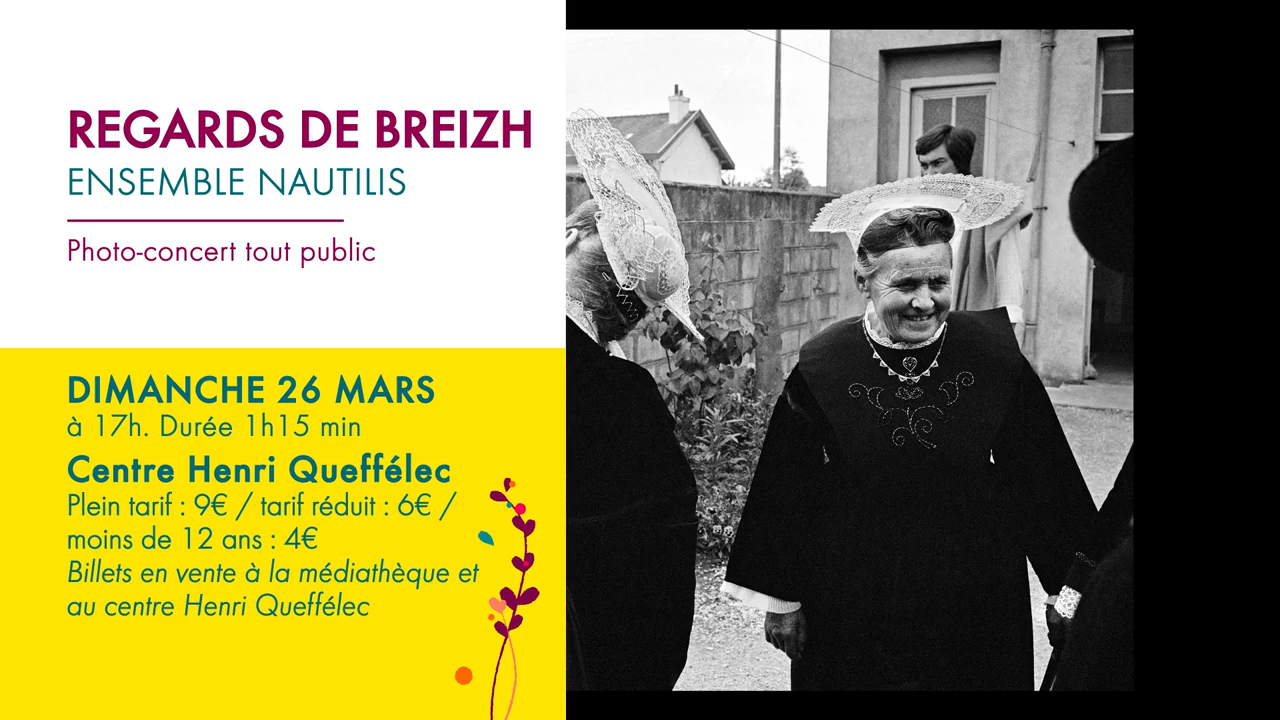 REGARDS DE BREIZH
ENSEMBLE NAUTILIS
Photo-concert tout public
DIMANCHE 26 MARS
à 17h. Durée 1h15 min
Centre Henri Queffélec
Plein tarif : 9€ / tarif réduit : 6€ /
moins de 12 ans : 4€
Billets en vente à la médiathèque et
au centre Henri Queffélec